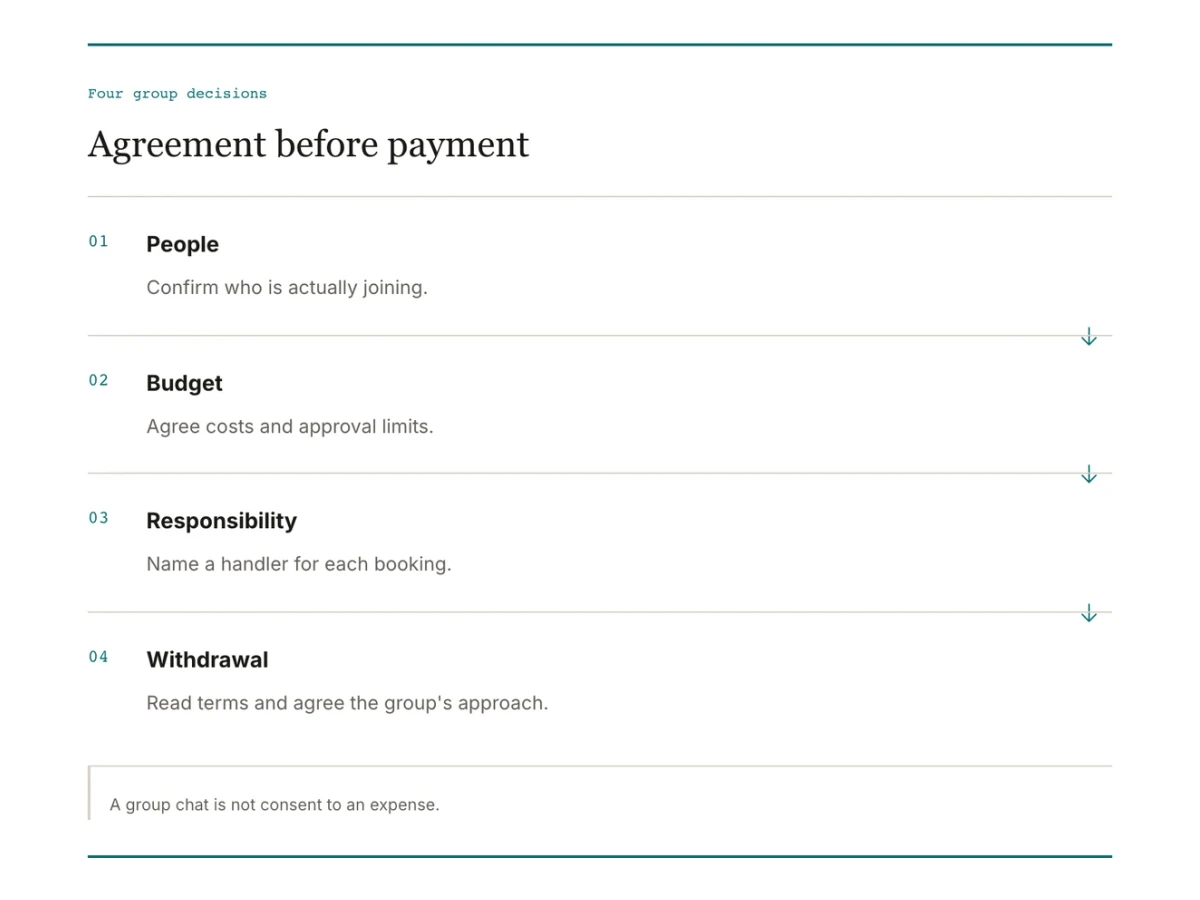 Four group decisions
Agreement before payment
01 People
Confirm who is actually joining.
02 Budget
Agree costs and approval limits.
03 Responsibility
Name a handler for each booking.
04 Withdrawal
Read terms and agree the group's approach.
A group chat is not consent to an expense.